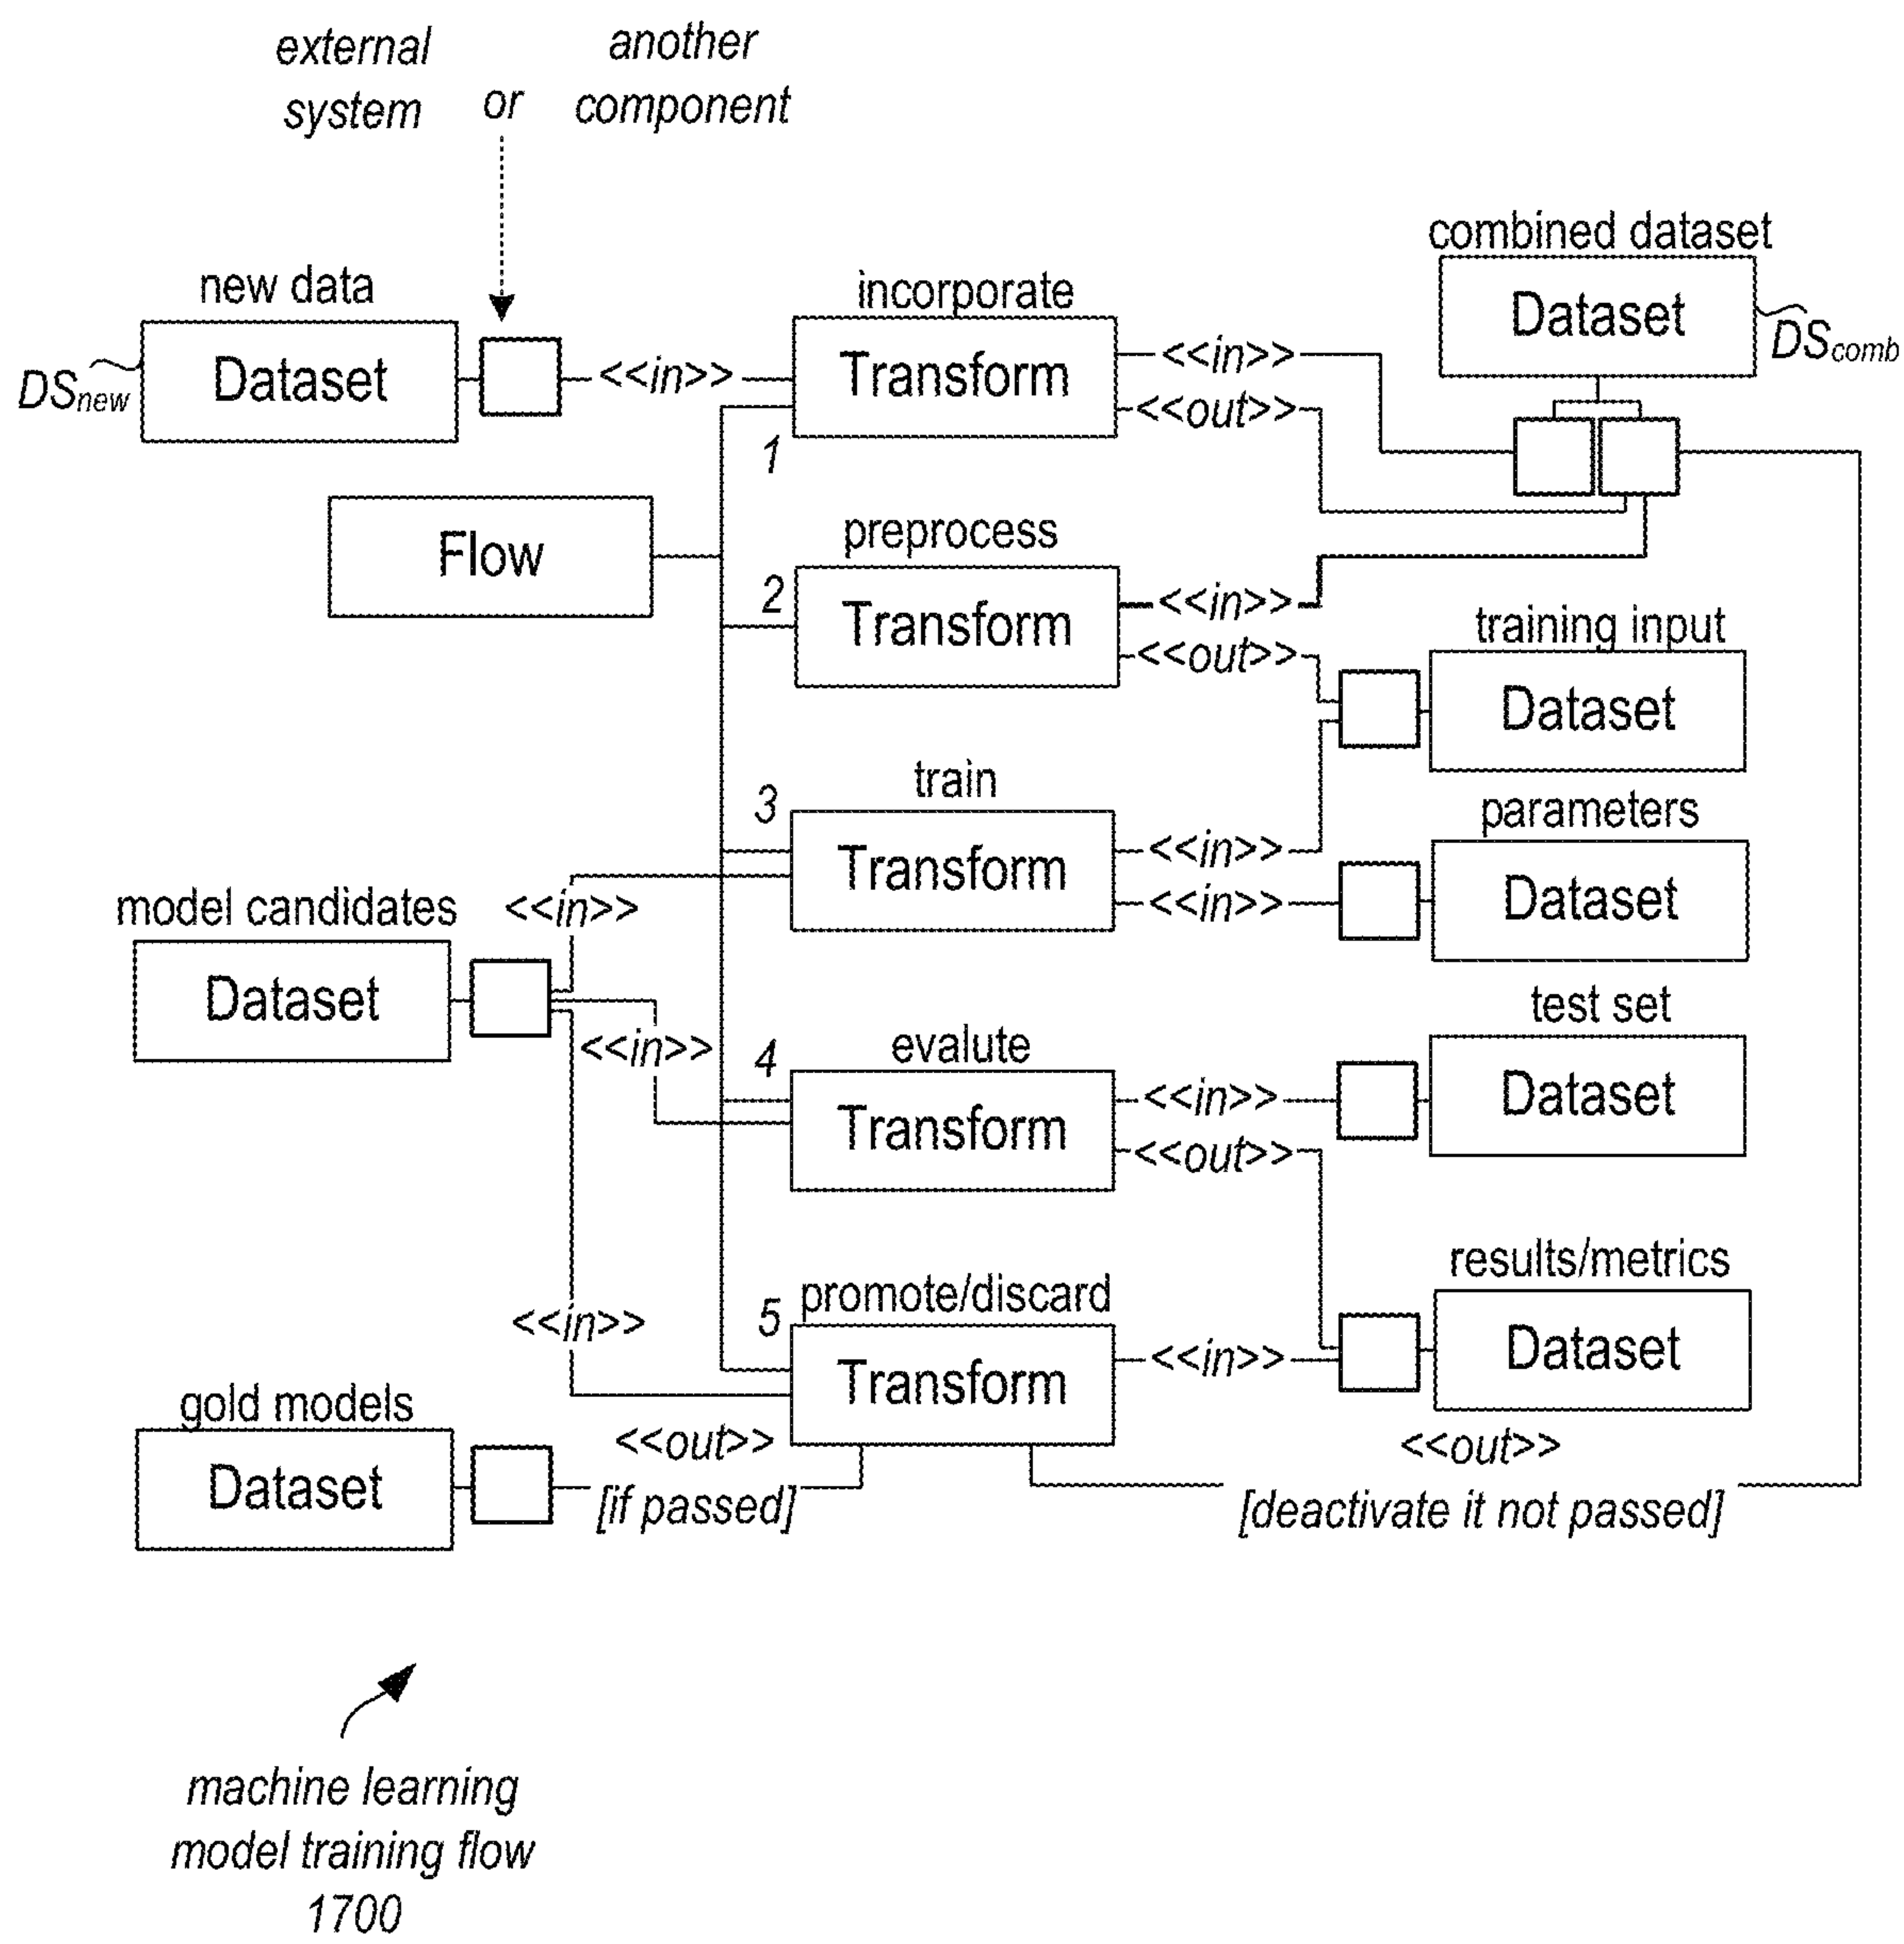 external
system
or
another
component
combined dataset
Dataset
DScomb
new data
Dataset
DSnew
<<in>>
incorporate
Transform
1
<<in>>
<<out>>
Flow
preprocess
2
Transform
<<in>>
<<out>>
training input
Dataset
train
3
Transform
<<in>>
<<in>>
parameters
Dataset
model candidates
Dataset
<<in>>
<<in>>
<<in>>
evalute
4
Transform
<<in>>
<<out>>
test set
Dataset
promote/discard
5
Transform
<<in>>
results/metrics
Dataset
gold models
Dataset
<<out>>
[if passed]
<<out>>
[deactivate it not passed]
machine learning
model training flow
1700